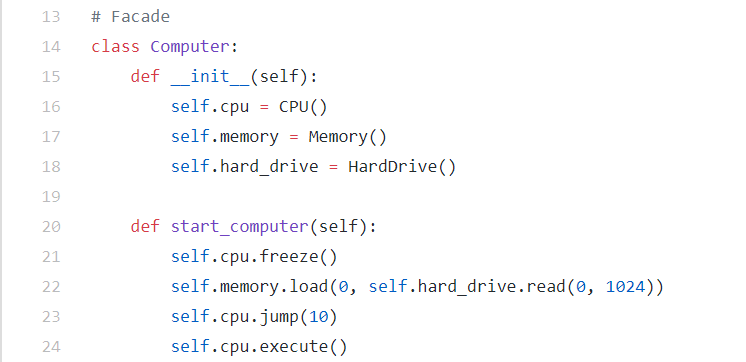 13 # Facade
14 class Computer:
15     def __init__(self):
16         self.cpu = CPU()
17         self.memory = Memory()
18         self.hard_drive = HardDrive()
19
20     def start_computer(self):
21         self.cpu.freeze()
22         self.memory.load(0, self.hard_drive.read(0, 1024))
23         self.cpu.jump(10)
24         self.cpu.execute()